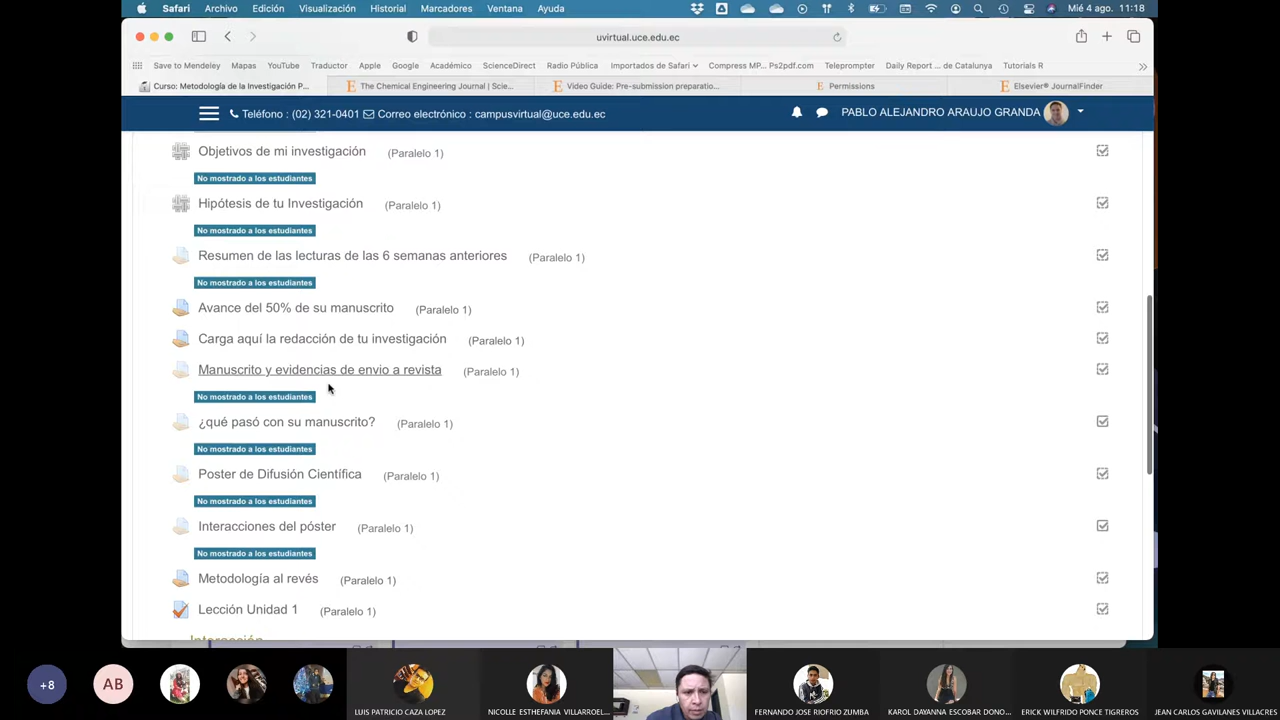 Safari Archivo Edición Visualización Historial Marcadores Ventana Ayuda Mié 4 ago. 11:18
uvirtual.uce.edu.ec
Save to Mendeley Mapas YouTube Traductor Apple Google Académico ScienceDirect Radio Pública Importados de Safari Compress MP... Ps2pdf.com Teleprompter Daily Report ... de Catalunya Tutorials R
Curso: Metodología de la Investigación P... The Chemical Engineering Journal | Scie... Video Guide: Pre-submission preparatio... Permissions Elsevier® JournalFinder
Teléfono : (02) 321-0401 Correo electrónico : campusvirtual@uce.edu.ec PABLO ALEJANDRO ARAUJO GRANDA
Objetivos de mi investigación (Paralelo 1)
No mostrado a los estudiantes
Hipótesis de tu Investigación (Paralelo 1)
No mostrado a los estudiantes
Resumen de las lecturas de las 6 semanas anteriores (Paralelo 1)
No mostrado a los estudiantes
Avance del 50% de su manuscrito (Paralelo 1)
Carga aquí la redacción de tu investigación (Paralelo 1)
Manuscrito y evidencias de envio a revista (Paralelo 1)
No mostrado a los estudiantes
¿qué pasó con su manuscrito? (Paralelo 1)
No mostrado a los estudiantes
Poster de Difusión Científica (Paralelo 1)
No mostrado a los estudiantes
Interacciones del póster (Paralelo 1)
No mostrado a los estudiantes
Metodología al revés (Paralelo 1)
Lección Unidad 1 (Paralelo 1)
Interacción
+8 AB LUIS PATRICIO CAZA LOPEZ NICOLLE ESTHEFANIA VILLARROEL... FERNANDO JOSE RIOFRIO ZUMBA KAROL DAYANNA ESCOBAR DONO... ERICK WILFRIDO PONCE TIGREROS JEAN CARLOS GAVILANES VILLACRES